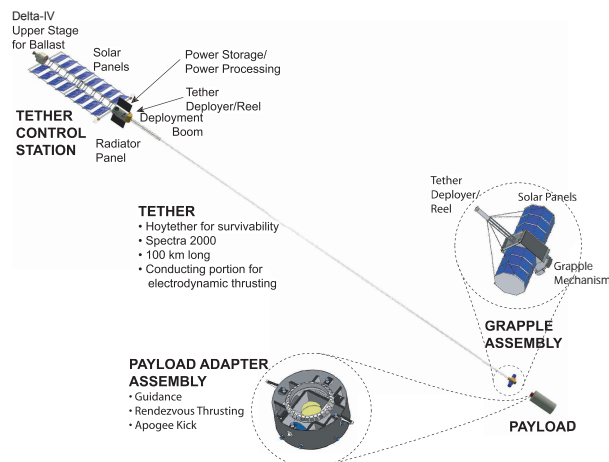 Delta-IV
Upper Stage
for Ballast
Solar
Panels
Power Storage/
Power Processing
Tether
Deployer/Reel
Deployment
Boom
TETHER
CONTROL
STATION
Radiator
Panel
TETHER
• Hoytether for survivability
• Spectra 2000
• 100 km long
• Conducting portion for
electrodynamic thrusting
Tether
Deployer/
Reel
Solar Panels
Grapple
Mechanism
GRAPPLE
ASSEMBLY
PAYLOAD ADAPTER
ASSEMBLY
• Guidance
• Rendezvous Thrusting
• Apogee Kick
PAYLOAD